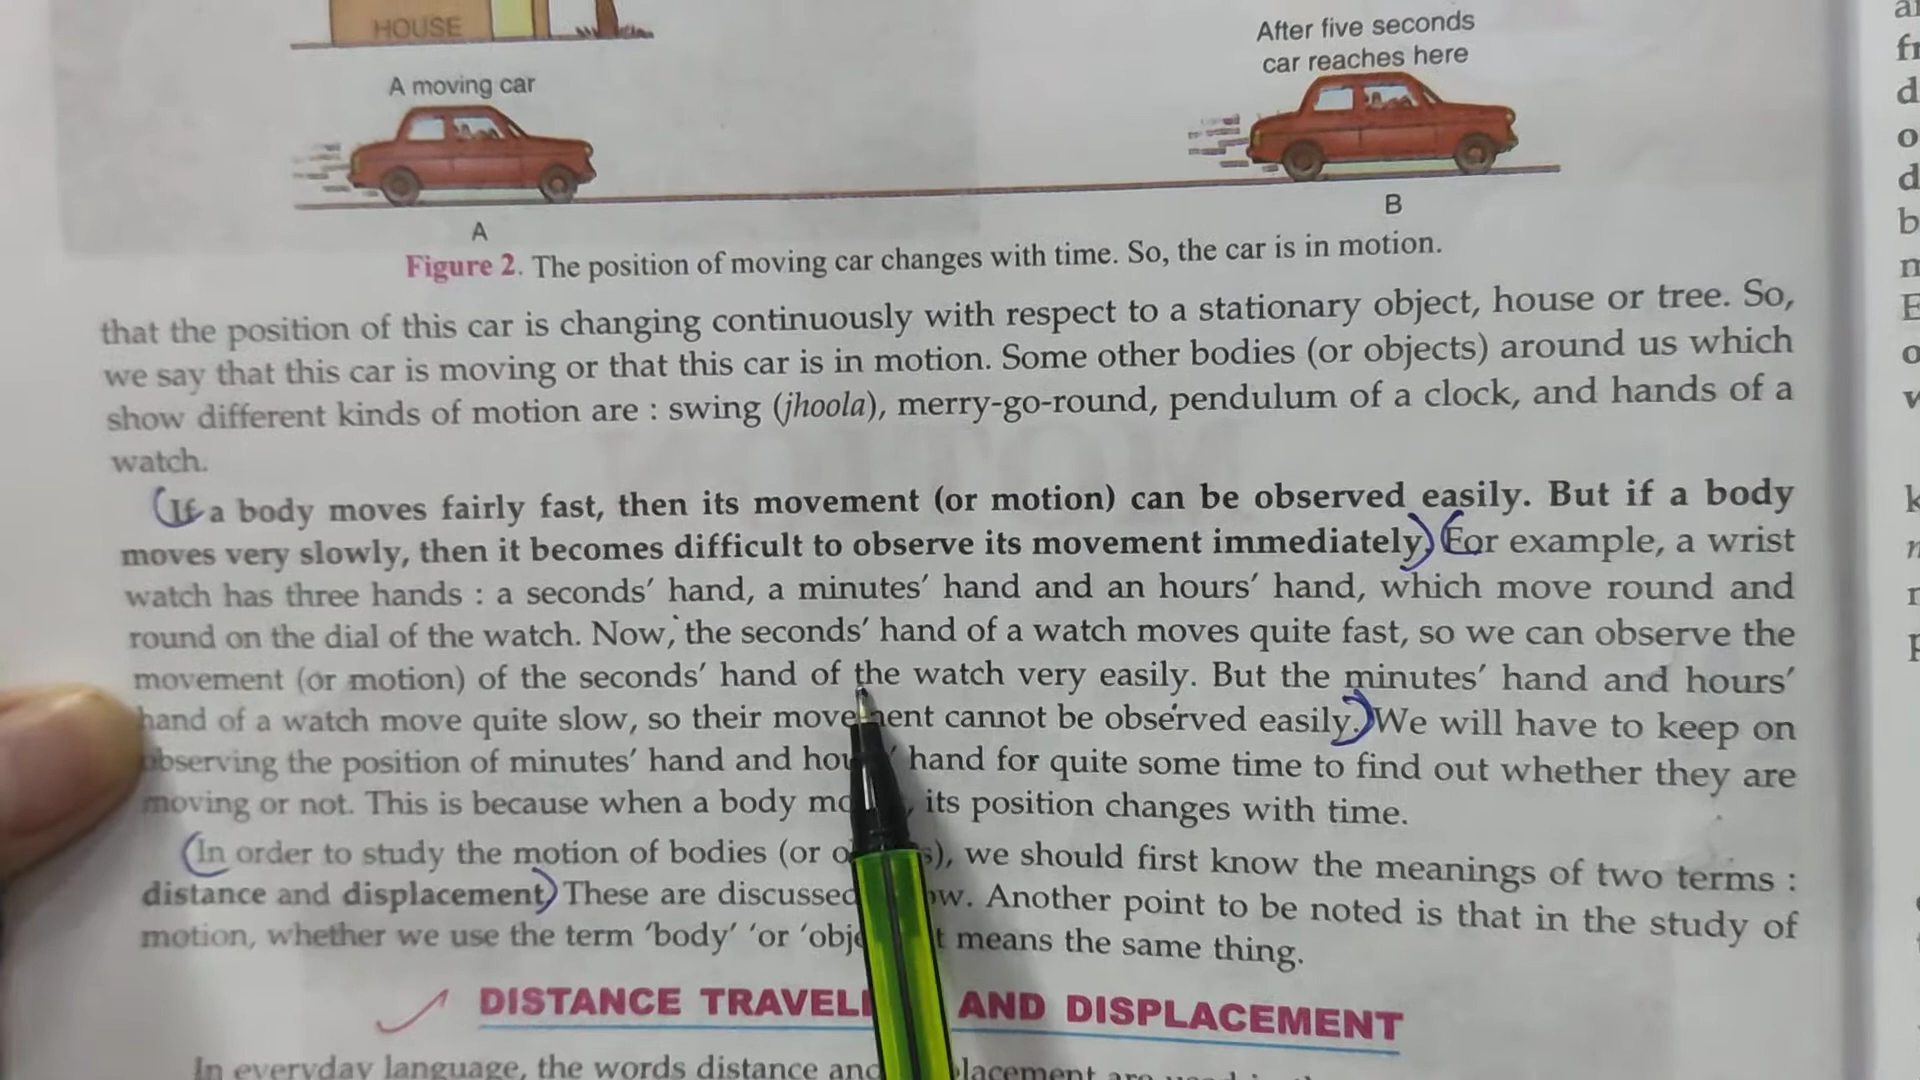 HOUSE
A moving car
After five seconds
car reaches here
A
B
Figure 2. The position of moving car changes with time. So, the car is in motion.
that the position of this car is changing continuously with respect to a stationary object, house or tree. So,
we say that this car is moving or that this car is in motion. Some other bodies (or objects) around us which
show different kinds of motion are : swing (jhoola), merry-go-round, pendulum of a clock, and hands of a
watch.
If a body moves fairly fast, then its movement (or motion) can be observed easily. But if a body
moves very slowly, then it becomes difficult to observe its movement immediately. For example, a wrist
watch has three hands : a seconds' hand, a minutes' hand and an hours' hand, which move round and
round on the dial of the watch. Now, the seconds' hand of a watch moves quite fast, so we can observe the
movement (or motion) of the seconds' hand of the watch very easily. But the minutes' hand and hours'
hand of a watch move quite slow, so their movement cannot be observed easily. We will have to keep on
observing the position of minutes' hand and hou hand for quite some time to find out whether they are
moving or not. This is because when a body mo , its position changes with time.
In order to study the motion of bodies (or o s), we should first know the meanings of two terms :
distance and displacement. These are discussed ow. Another point to be noted is that in the study of
motion, whether we use the term 'body' 'or 'obje t means the same thing.
DISTANCE TRAVEL AND DISPLACEMENT
In everyday language, the words distance and lacement are